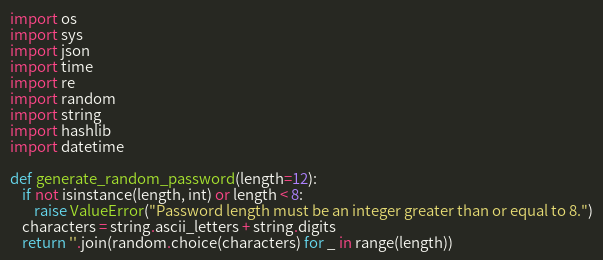 import os
import sys
import json
import time
import re
import random
import string
import hashlib
import datetime

def generate_random_password(length=12):
    if not isinstance(length, int) or length < 8:
        raise ValueError("Password length must be an integer greater than or equal to 8.")
    characters = string.ascii_letters + string.digits
    return ''.join(random.choice(characters) for _ in range(length))